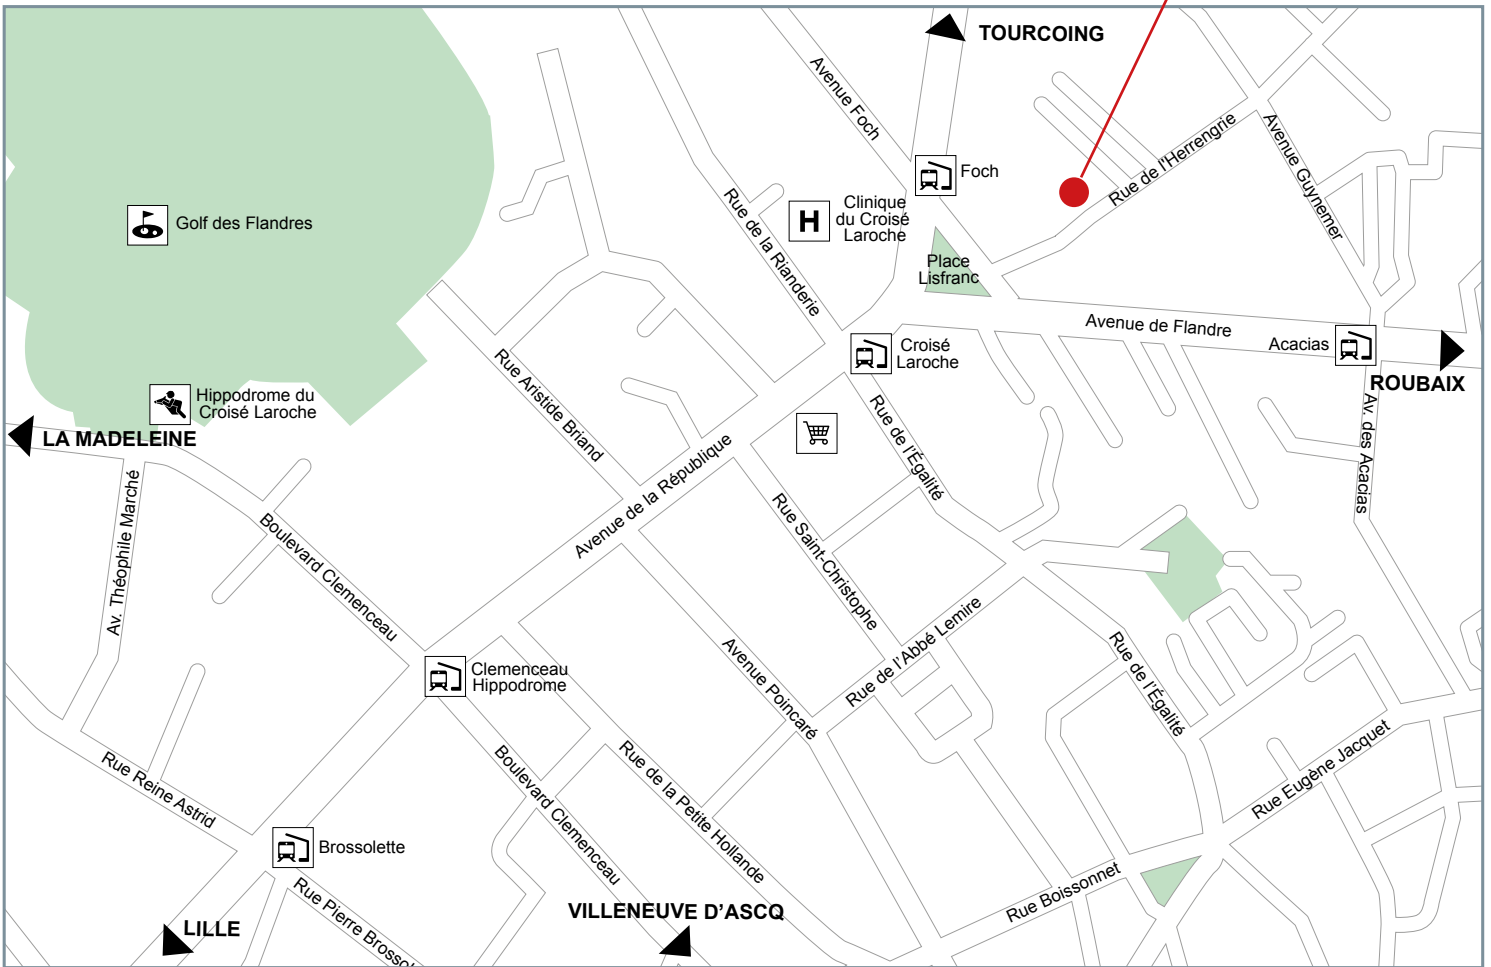 TOURCOING
Avenue Foch
Foch
Rue de l'Herrengrie
Avenue Guynemer
Golf des Flandres
Rue de la Rianderie
Clinique
du Croisé
Laroche
H
Place
Lisfranc
Avenue de Flandre
Acacias
ROUBAIX
Croisé
Laroche
Rue Aristide Briand
Hippodrome du
Croisé Laroche
LA MADELEINE
Av. des Acacias
Rue de l'Égalité
Avenue de la République
Av. Théophile Marché
Boulevard Clemenceau
Rue Saint-Christophe
Rue de l'Abbé Lemire
Rue de l'Égalité
Avenue Poincaré
Clemenceau
Hippodrome
Rue Reine Astrid
Boulevard Clemenceau
Rue de la Petite Hollande
Rue Eugène Jacquet
Brossolette
Rue Pierre Brossol
Rue Boissonnet
VILLENEUVE D'ASCQ
LILLE